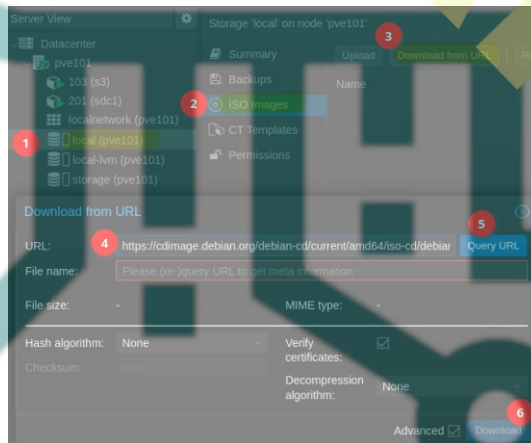 Server View
Storage 'local' on node 'pve101'
Datacenter
pve101
103 (s3)
201 (sdc1)
localnetwork (pve101)
1
local (pve101)
local-lvm (pve101)
storage (pve101)
Summary
Backups
2
ISO Images
CT Templates
Permissions
3
Upload
Download from URL
Name
Download from URL
5
URL:
4
https://cdimage.debian.org/debian-cd/current/amd64/iso-cd/debian
Query URL
File name:
Please (re-)query URL to get meta information
File size:
-
MIME type:
-
Hash algorithm:
None
Verify
certificates:
Checksum:
none
Decompression
algorithm:
None
6
Advanced
Download